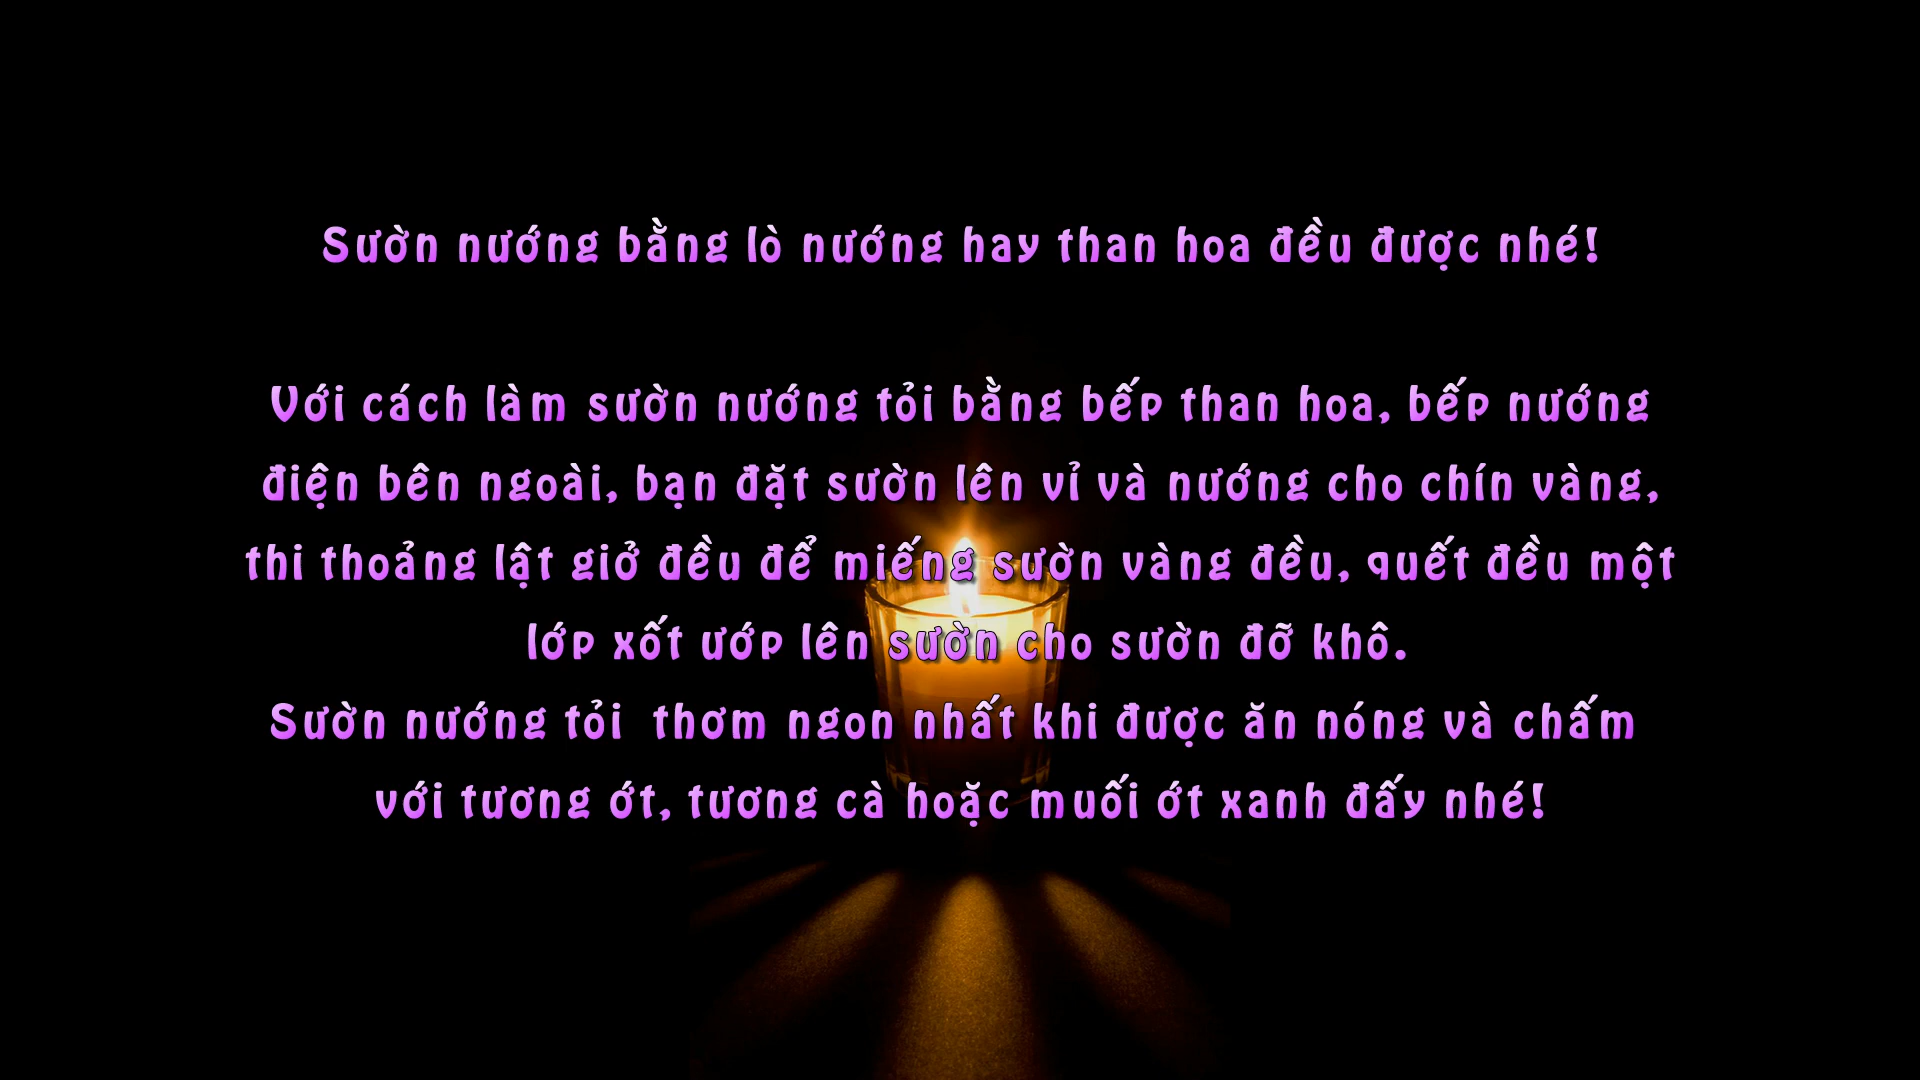 Sườn nướng bằng lò nướng hay than hoa đều được nhé!
Với cách làm sườn nướng tỏi bằng bếp than hoa, bếp nướng
điện bên ngoài, bạn đặt sườn lên vỉ và nướng cho chín vàng,
thi thoảng lật giở đều để miếng sườn vàng đều, quết đều một
lớp xốt ướp lên sườn cho sườn đỡ khô.
Sườn nướng tỏi  thơm ngon nhất khi được ăn nóng và chấm
với tương ớt, tương cà hoặc muối ớt xanh đấy nhé!